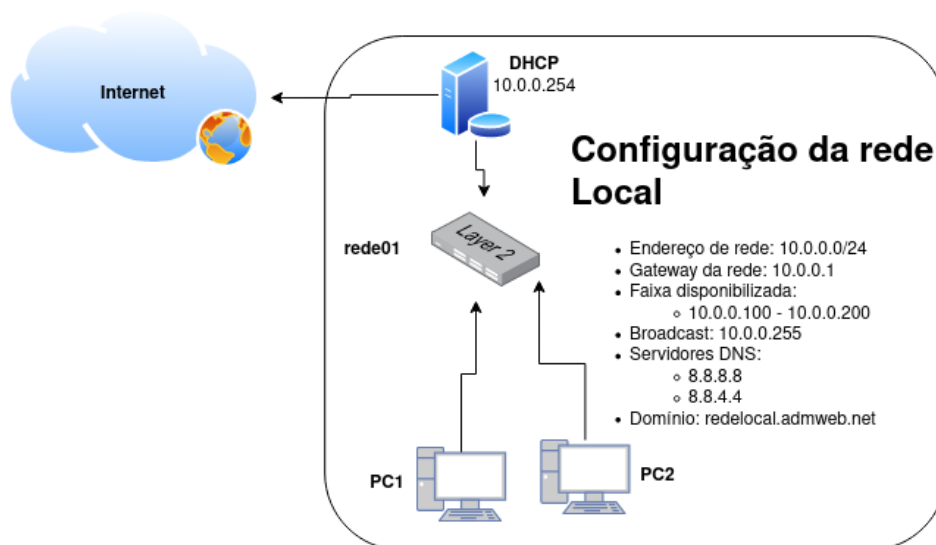 Internet
DHCP
10.0.0.254
Configuração da rede
Local
rede01
Layer 2
• Endereço de rede: 10.0.0.0/24
• Gateway da rede: 10.0.0.1
• Faixa disponibilizada:
◦ 10.0.0.100 - 10.0.0.200
• Broadcast: 10.0.0.255
• Servidores DNS:
◦ 8.8.8.8
◦ 8.8.4.4
• Domínio: redelocal.admweb.net
PC1
PC2